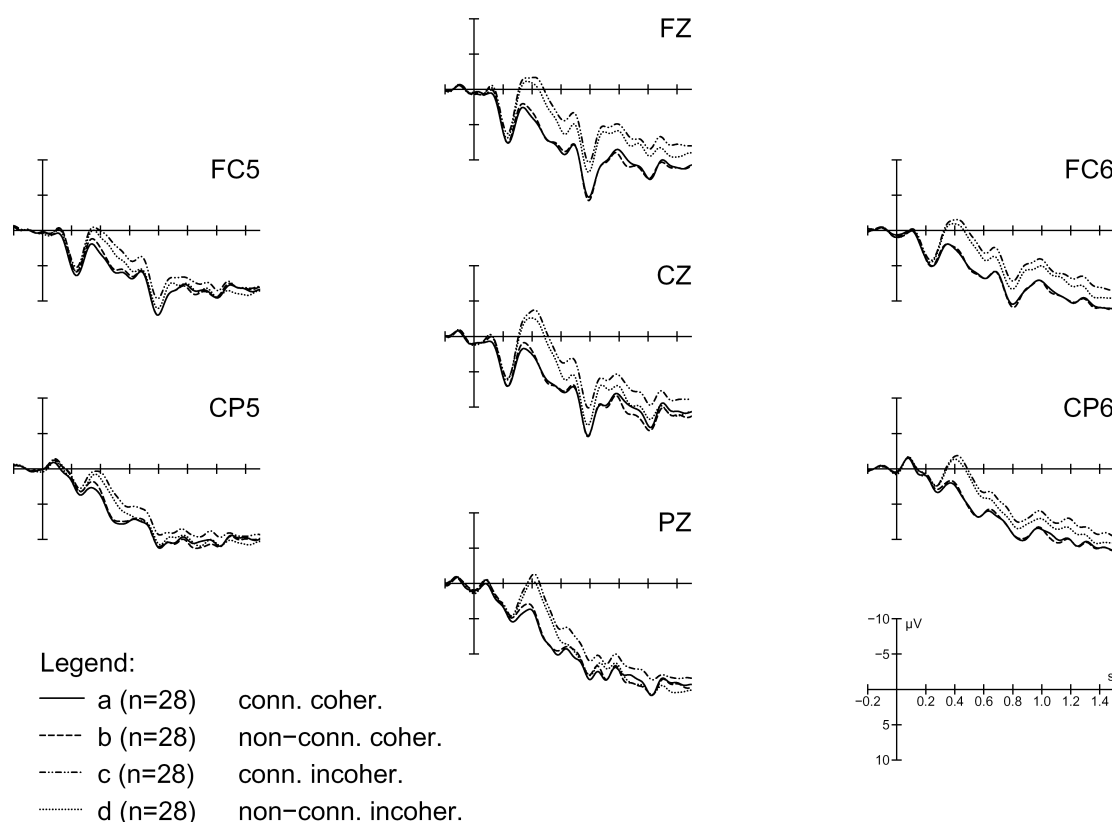 FZ
FC5
FC6
CZ
CP5
CP6
PZ
−10
µV
−5
s
−0.2 0.2 0.4 0.6 0.8 1.0 1.2 1.4
5
10
Legend:
a (n=28) conn. coher.
b (n=28) non−conn. coher.
c (n=28) conn. incoher.
d (n=28) non−conn. incoher.